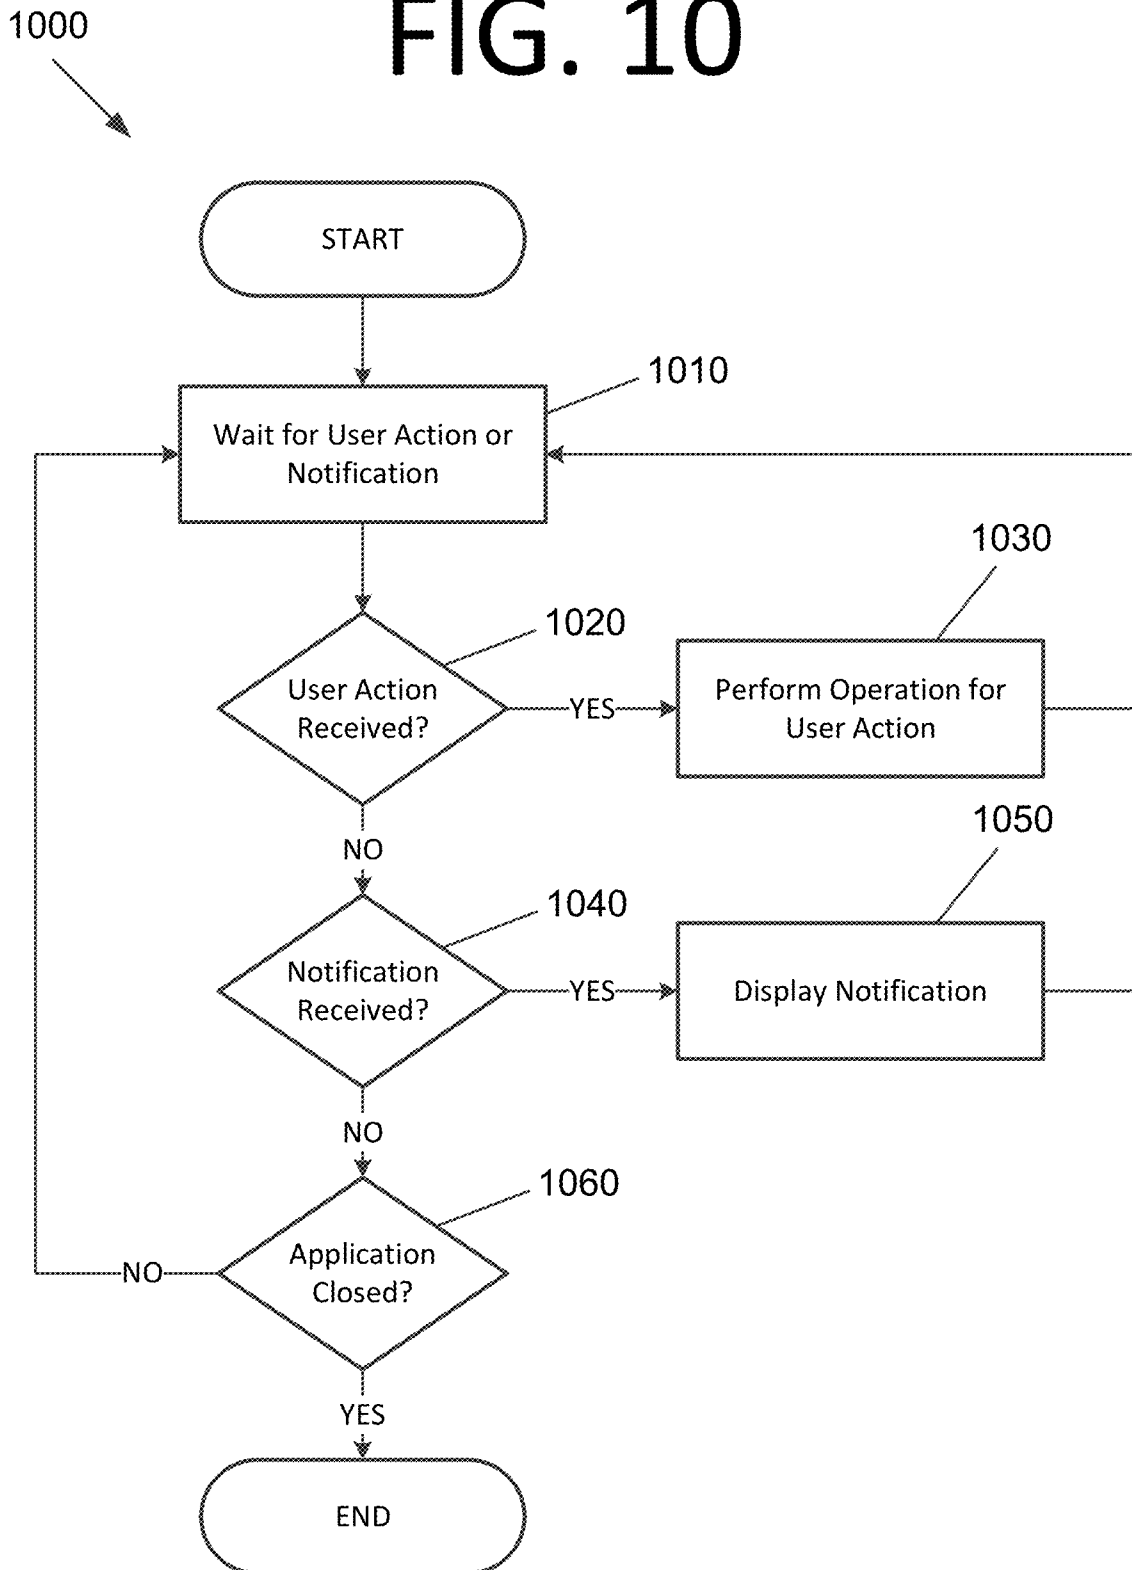 FIG. 10
1000
START
1010
Wait for User Action or
Notification
1030
1020
User Action
Received?
YES
Perform Operation for
User Action
NO
1050
1040
Notification
Received?
YES
Display Notification
NO
1060
Application
Closed?
NO
YES
END